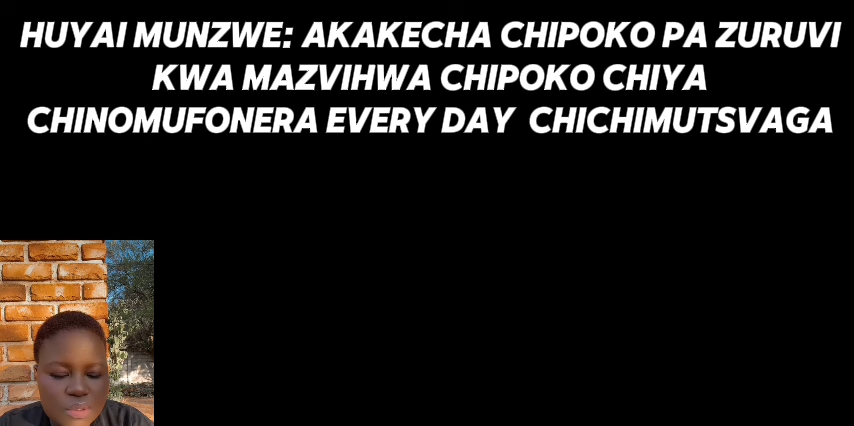 HUYAI MUNZWE: AKAKECHA CHIPOKO PA ZURUVI
KWA MAZVIHWA CHIPOKO CHIYA
CHINOMUFONERA EVERY DAY CHICHIMUTSVAGA